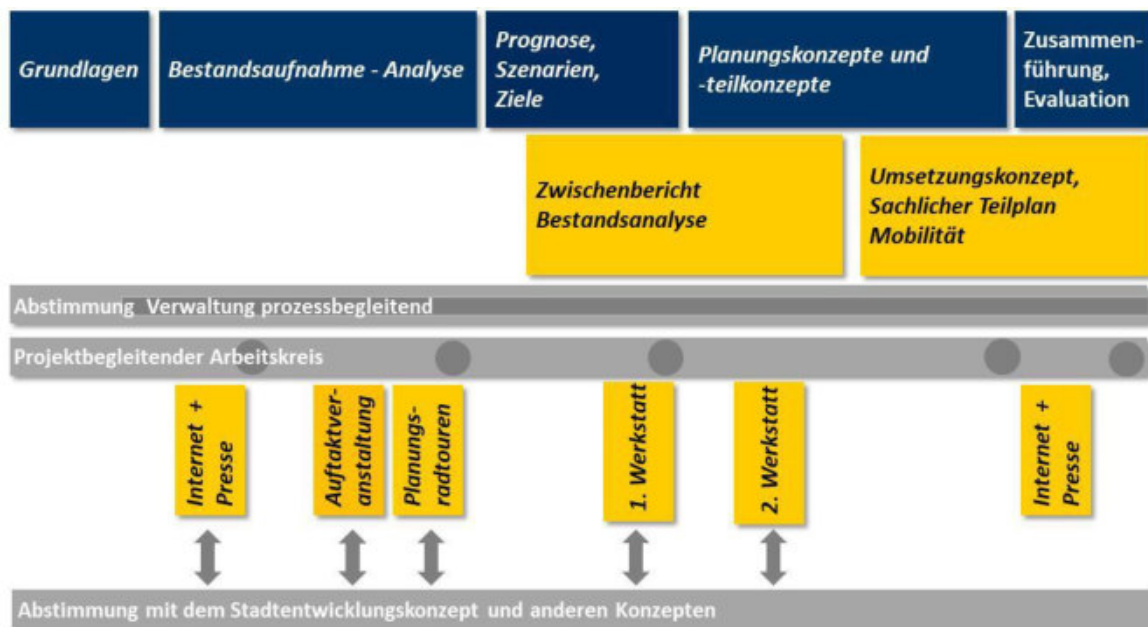 Grundlagen
Bestandsaufnahme - Analyse
Prognose,
Szenarien,
Ziele
Planungskonzepte und
-teilkonzepte
Zusammen-
führung,
Evaluation
Zwischenbericht
Bestandsanalyse
Umsetzungskonzept,
Sachlicher Teilplan
Mobilität
Abstimmung Verwaltung prozessbegleitend
Projektbegleitender Arbeitskreis
Internet +
Presse
Auftaktver-
anstaltung
Planungs-
radtouren
1. Werkstatt
2. Werkstatt
Internet +
Presse
Abstimmung mit dem Stadtentwicklungskonzept und anderen Konzepten